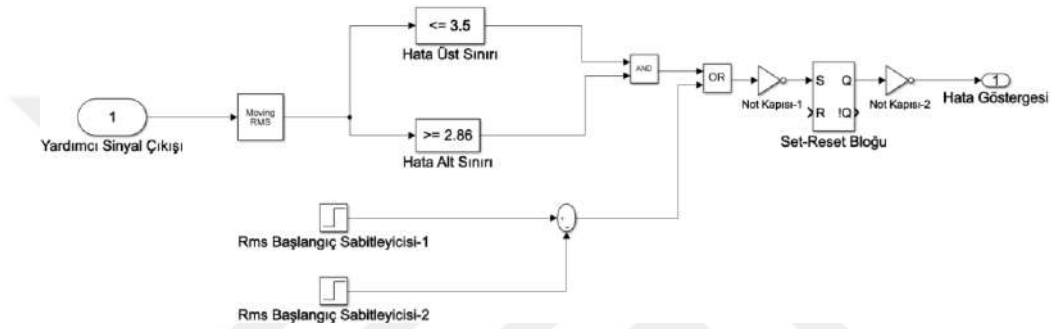 <= 3.5
Hata Üst Sınırı
AND
OR
Not Kapısı-1
S Q
R !Q
Set-Reset Bloğu
Not Kapısı-2
1
Hata Göstergesi
1
Yardımcı Sinyal Çıkışı
Moving
RMS
>= 2.86
Hata Alt Sınırı
Rms Başlangıç Sabitleyicisi-1
+
−
Rms Başlangıç Sabitleyicisi-2